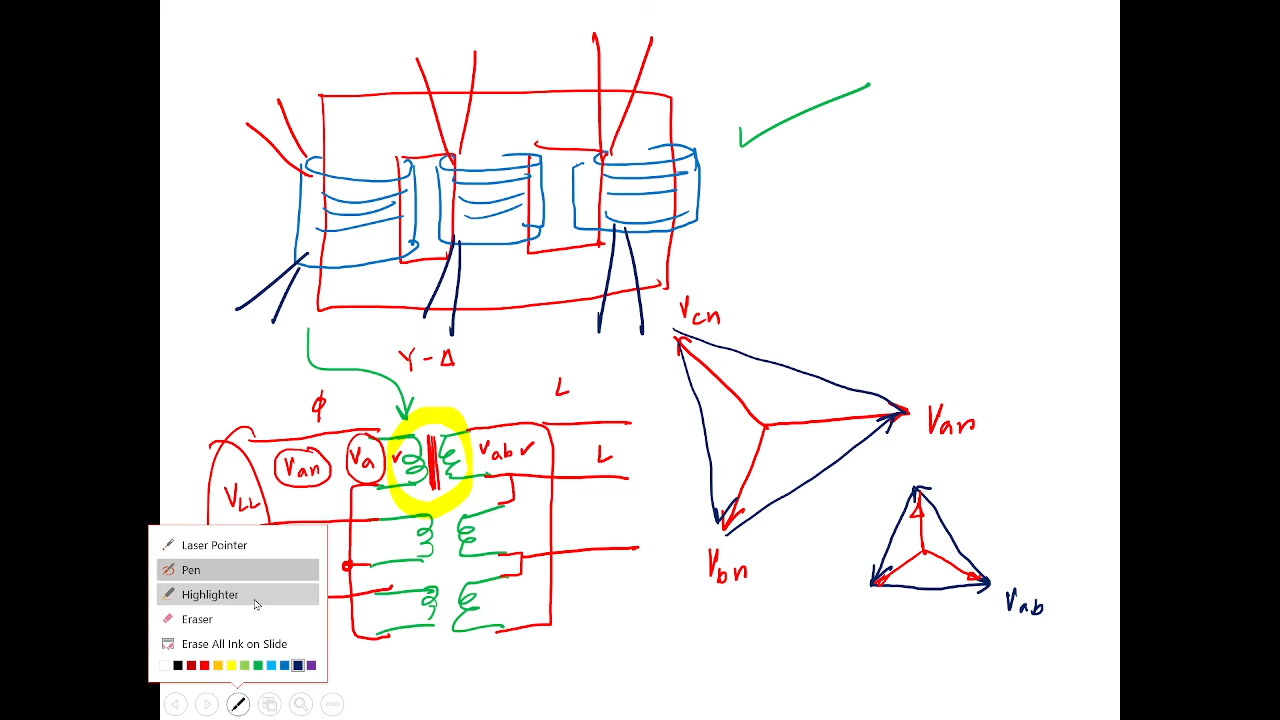 Vcn
Y - Δ
L
ϕ
Van
Van
Va
Vab
L
VLL
Vbn
Vab
Laser Pointer
Pen
Highlighter
Eraser
Erase All Ink on Slide